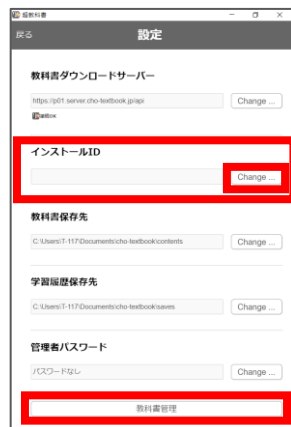 超教科書
戻る 設定
教科書ダウンロードサーバー
https://p01.server.cho-textbook.jp/api Change ...
インストールID
Change ...
教科書保存先
C:\Users\T-117\Documents\cho-textbook\contents Change ...
学習履歴保存先
C:\Users\T-117\Documents\cho-textbook\saves Change ...
管理者パスワード
パスワードなし Change ...
教科書管理